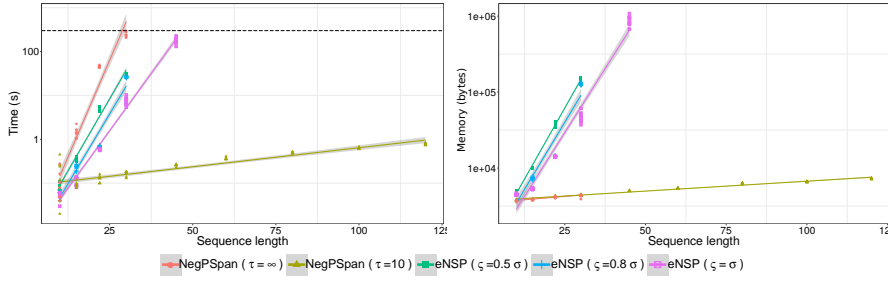 100
1
Time (s)
25
50
75
100
125
Sequence length
1e+06
1e+05
1e+04
Memory (bytes)
25
50
75
100
Sequence length
NegPSpan ( τ = ∞ ) NegPSpan ( τ = 10 ) eNSP ( ς = 0.5 σ ) eNSP ( ς = 0.8 σ ) eNSP ( ς = σ )